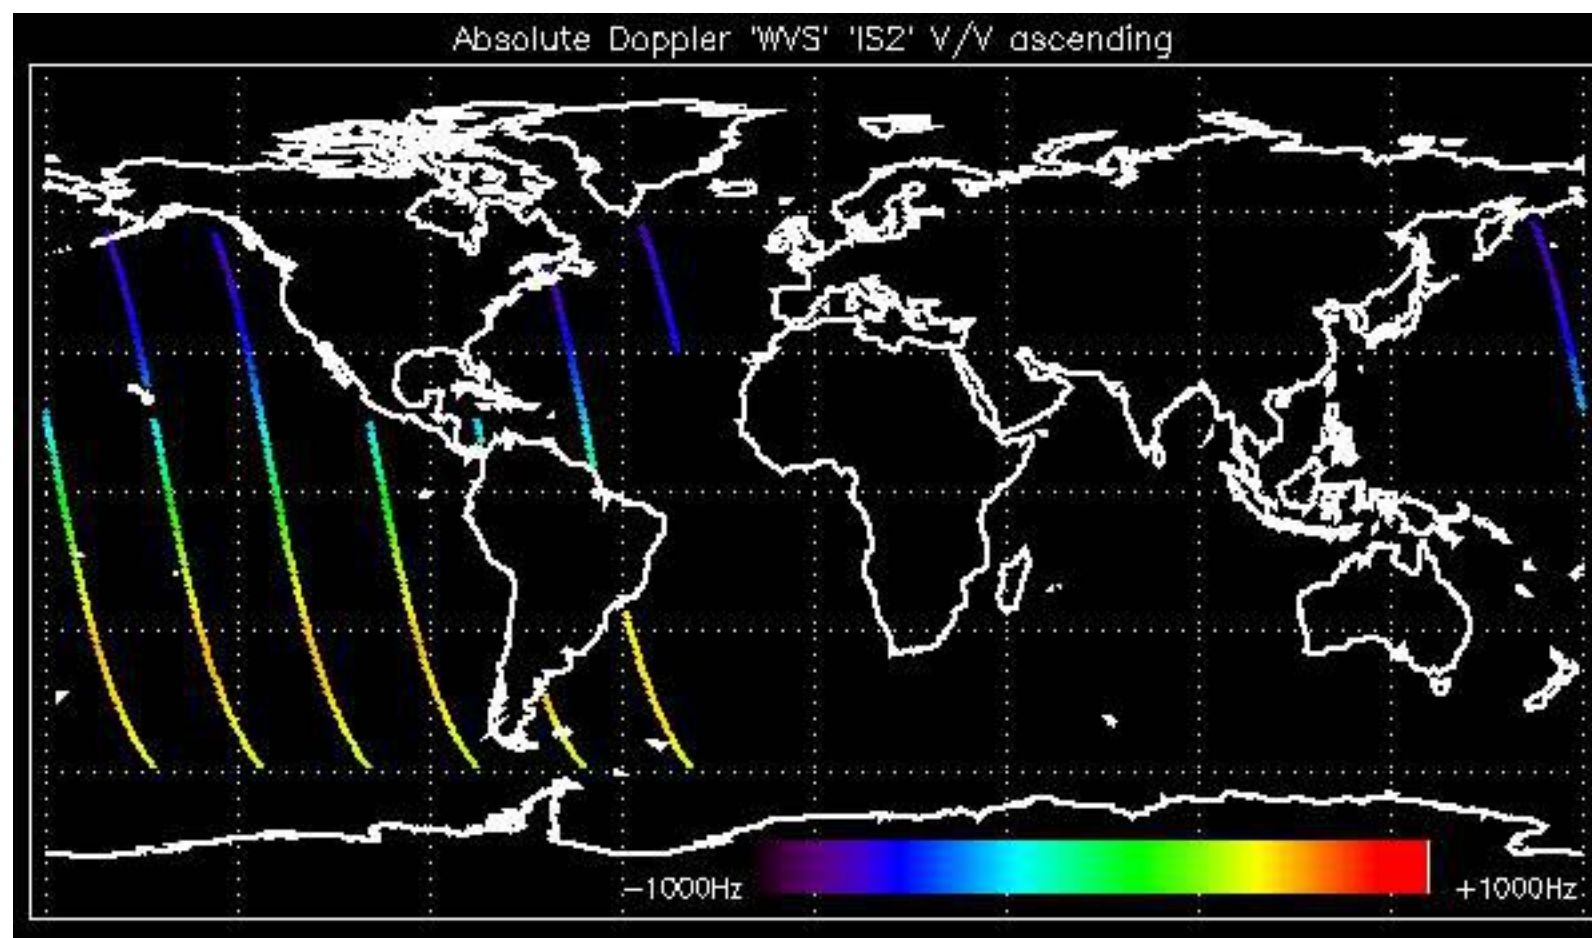 Absolute Doppler 'WVS' 'IS2' V/V ascending
-1000Hz +1000Hz